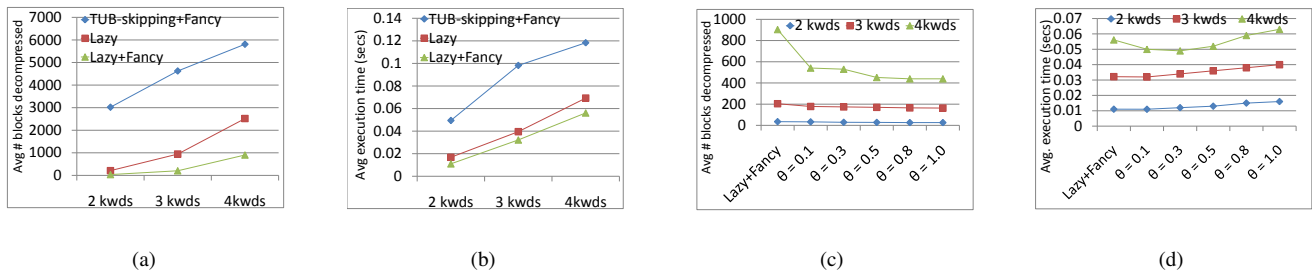 TUB-skipping+Fancy
Lazy
Lazy+Fancy
Avg # blocks decompressed
7000
6000
5000
4000
3000
2000
1000
0
2 kwds 3 kwds 4kwds
(a)
TUB-skipping+Fancy
Lazy
Lazy+Fancy
Avg execution time (secs)
0.14
0.12
0.1
0.08
0.06
0.04
0.02
0
2 kwds 3 kwds 4kwds
(b)
2 kwds 3 kwds 4kwds
Avg # blocks decompressed
1000
800
600
400
200
0
Lazy+Fancy
θ = 0.1
θ = 0.3
θ = 0.5
θ = 0.8
θ = 1.0
(c)
2 kwds 3 kwds 4kwds
Avg. execution time (secs)
0.07
0.06
0.05
0.04
0.03
0.02
0.01
0
Lazy+Fancy
θ = 0.1
θ = 0.3
θ = 0.5
θ = 0.8
θ = 1.0
(d)